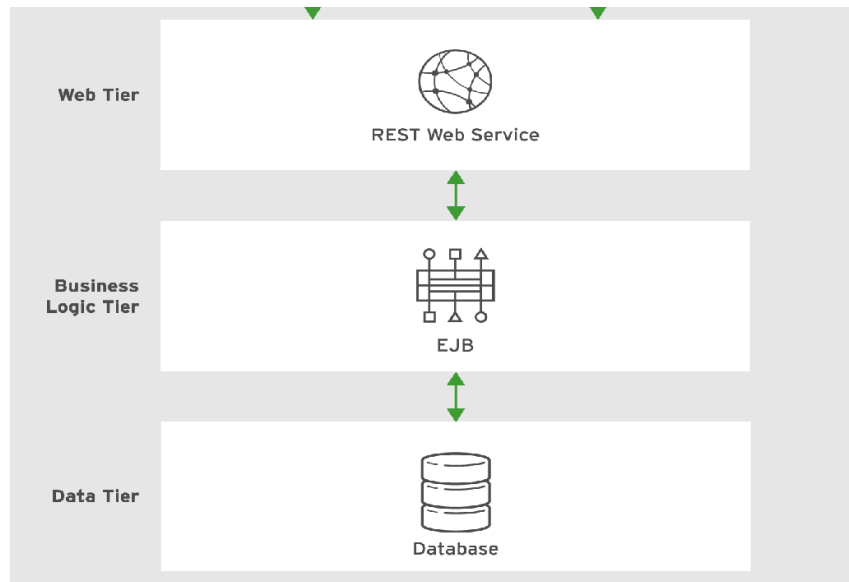 Web Tier
REST Web Service
Business
Logic Tier
EJB
Data Tier
Database